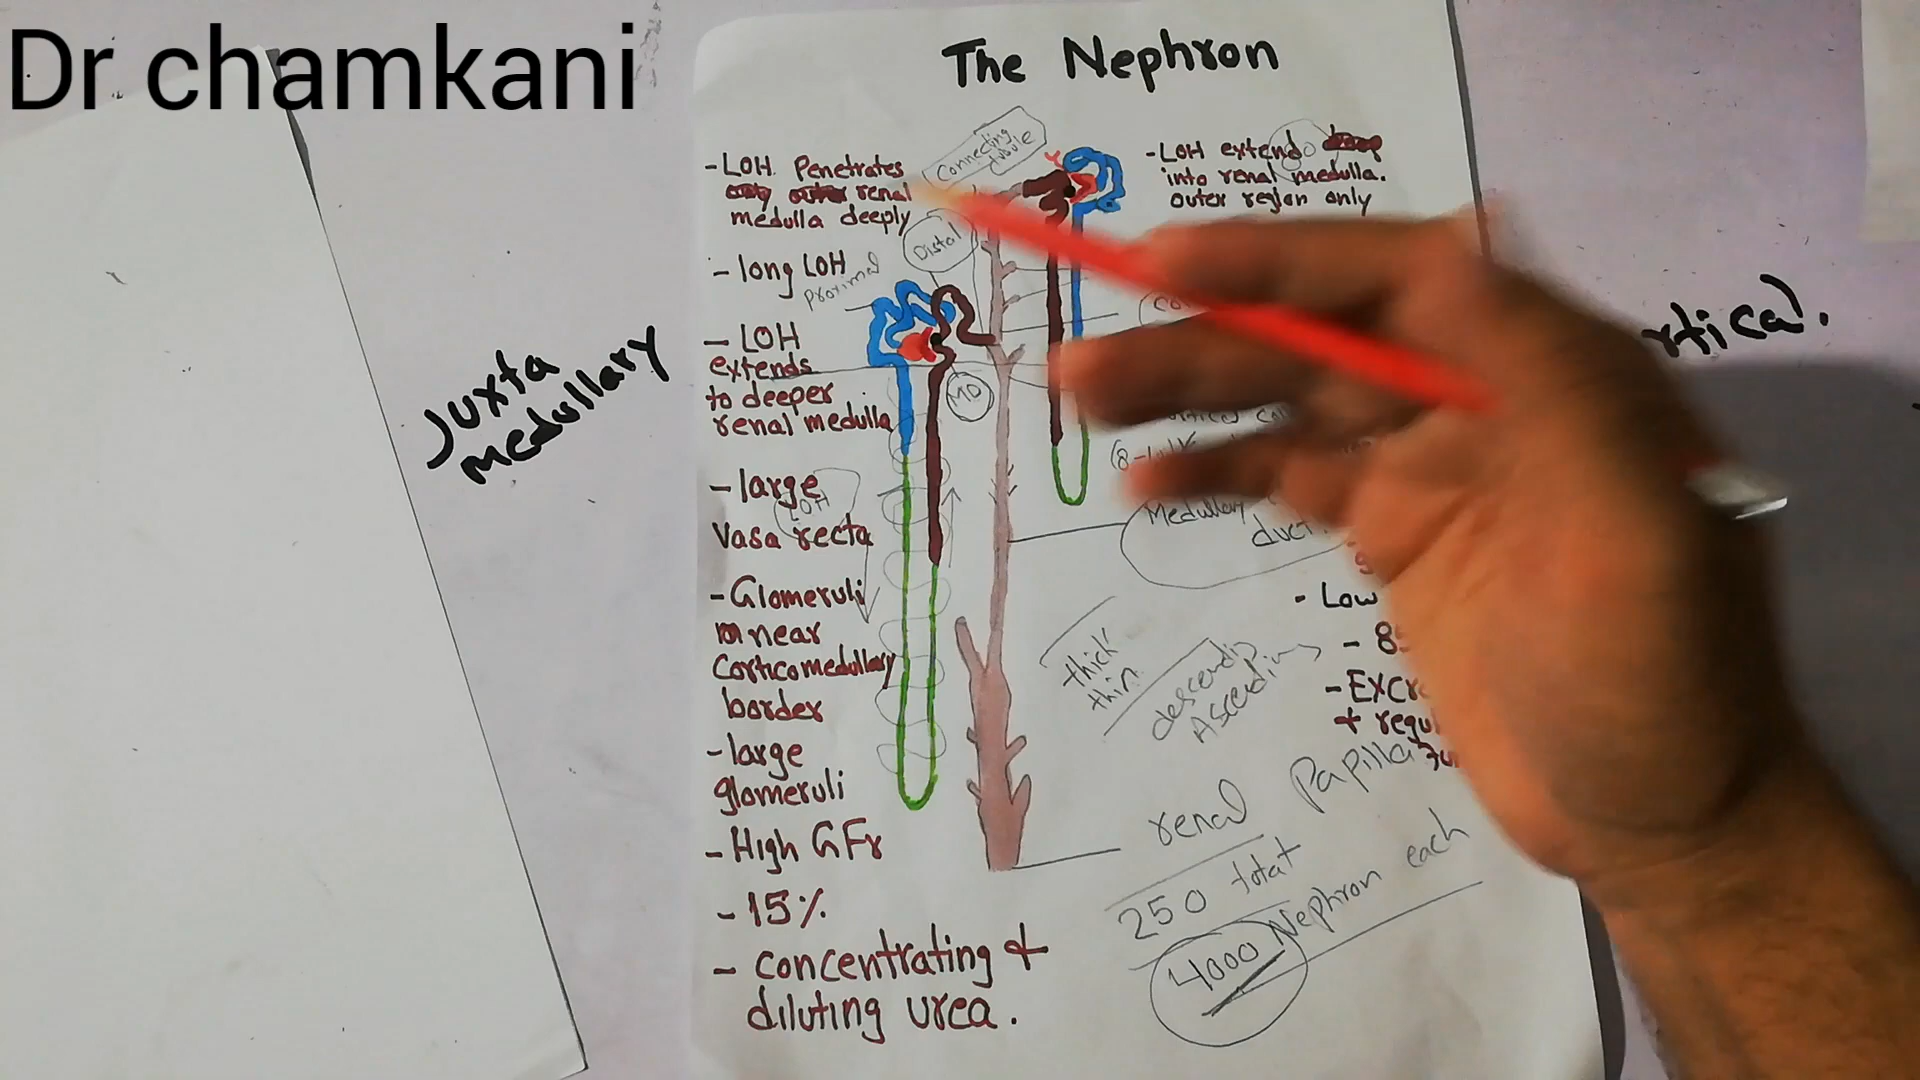 Dr chamkani
The Nephron
Connecting
tubule
- LOH Penetrates
renal
medulla deeply
- long LOH
Proximal
Distal
- LOH
extends
to deeper
renal medulla
MD
- large
LOH
Vasa recta
- Glomeruli
near
Corticomedullary
border
- large
glomeruli
- High GFr
- 15%
- concentrating +
diluting urea.
Juxta
medullary
- LOH extend
into renal medulla.
outer region only
rtical.
Medullary
duct
- Low
thick
thin
descending
Ascending
renal Papilla
250 total
4000 Nephron each